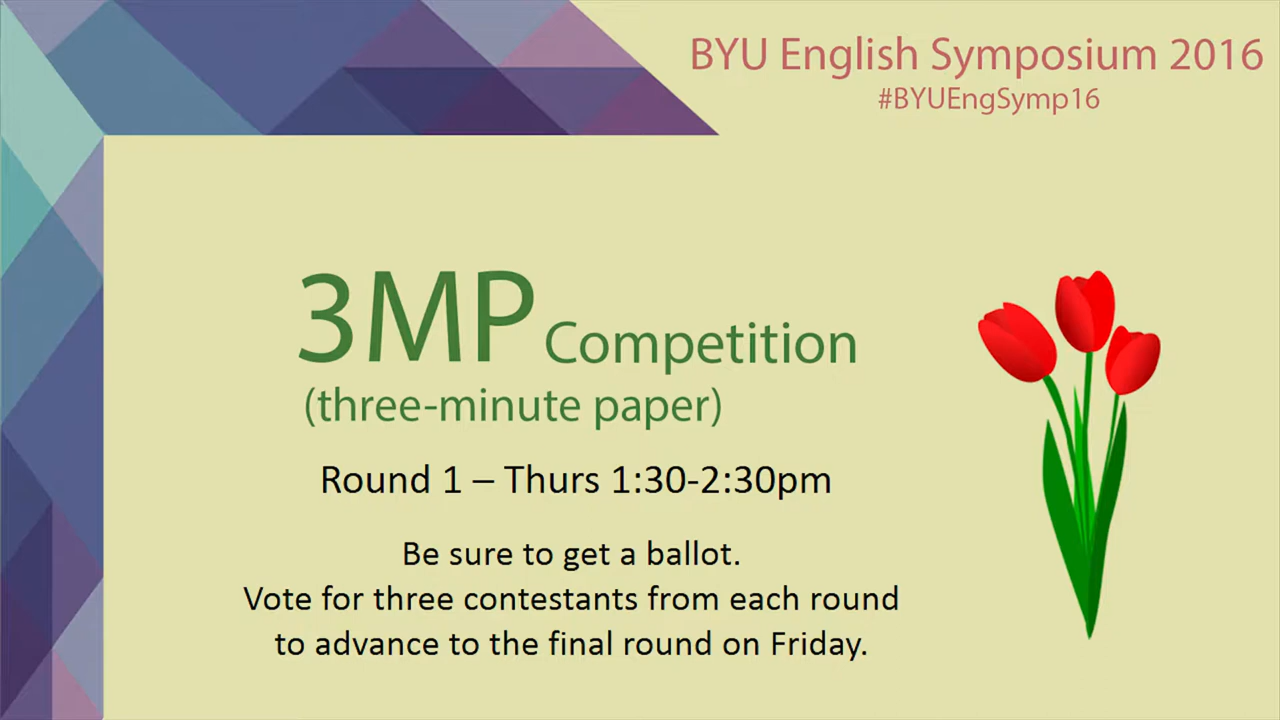 BYU English Symposium 2016
#BYUEngSymp16
3MP Competition
(three-minute paper)
Round 1 – Thurs 1:30-2:30pm
Be sure to get a ballot.
Vote for three contestants from each round
to advance to the final round on Friday.